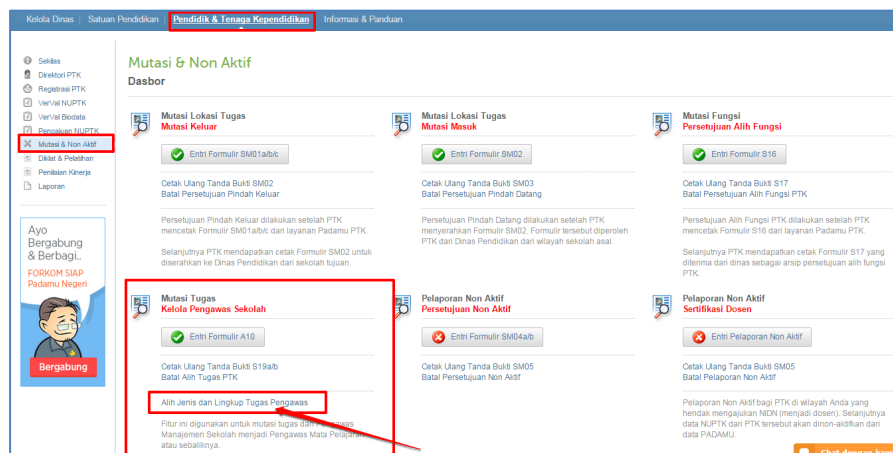 Kelola Dinas | Satuan Pendidikan | Pendidik & Tenaga Kependidikan Informasi & Panduan
Sekilas
Direktori PTK
Registrasi PTK
VerVal NUPTK
VerVal Biodata
Pengajuan NUPTK
Mutasi & Non Aktif
Diklat & Pelatihan
Penilaian Kinerja
Laporan
Ayo
Bergabung
& Berbagi..
FORKOM SIAP
Padamu Negeri
Bergabung
Mutasi & Non Aktif
Dasbor
Mutasi Lokasi Tugas
Mutasi Keluar
Entri Formulir SM01a/b/c
Cetak Ulang Tanda Bukti SM02
Batal Persetujuan Pindah Keluar
Persetujuan Pindah Keluar dilakukan setelah PTK
mencetak Formulir SM01a/b/c dari layanan Padamu PTK.
Selanjutnya PTK mendapatkan cetak Formulir SM02 untuk
diserahkan ke Dinas Pendidikan dari sekolah tujuan.
Mutasi Lokasi Tugas
Mutasi Masuk
Entri Formulir SM02
Cetak Ulang Tanda Bukti SM03
Batal Persetujuan Pindah Datang
Persetujuan Pindah Datang dilakukan setelah PTK
menyerahkan Formulir SM02. Formulir tersebut diperoleh
PTK dari Dinas Pendidikan dari wilayah sekolah asal.
Mutasi Fungsi
Persetujuan Alih Fungsi
Entri Formulir S16
Cetak Ulang Tanda Bukti S17
Batal Persetujuan Alih Fungsi PTK
Persetujuan Alih Fungsi PTK dilakukan setelah PTK
mencetak Formulir S16 dari layanan Padamu PTK.
Selanjutnya PTK mendapatkan cetak Formulir S17 yang
diterima dari dinas sebagai arsip persetujuan alih fungsi
PTK.
Mutasi Tugas
Kelola Pengawas Sekolah
Entri Formulir A10
Cetak Ulang Tanda Bukti S19a/b
Batal Alih Tugas PTK
Alih Jenis dan Lingkup Tugas Pengawas
Fitur ini digunakan untuk mutasi tugas dari Pengawas
Manajemen Sekolah menjadi Pengawas Mata Pelajaran
atau sebaliknya.
Pelaporan Non Aktif
Persetujuan Non Aktif
Entri Formulir SM04a/b
Cetak Ulang Tanda Bukti SM05
Batal Persetujuan Non Aktif
Pelaporan Non Aktif
Sertifikasi Dosen
Entri Pelaporan Non Aktif
Cetak Ulang Tanda Bukti SM05
Batal Pelaporan Non Aktif
Pelaporan Non Aktif bagi PTK di wilayah Anda yang
hendak mengajukan NIDN (menjadi dosen). Selanjutnya
data NUPTK dari PTK tersebut akan dinon-aktifkan dari
data PADAMU.
Chat dengan kami